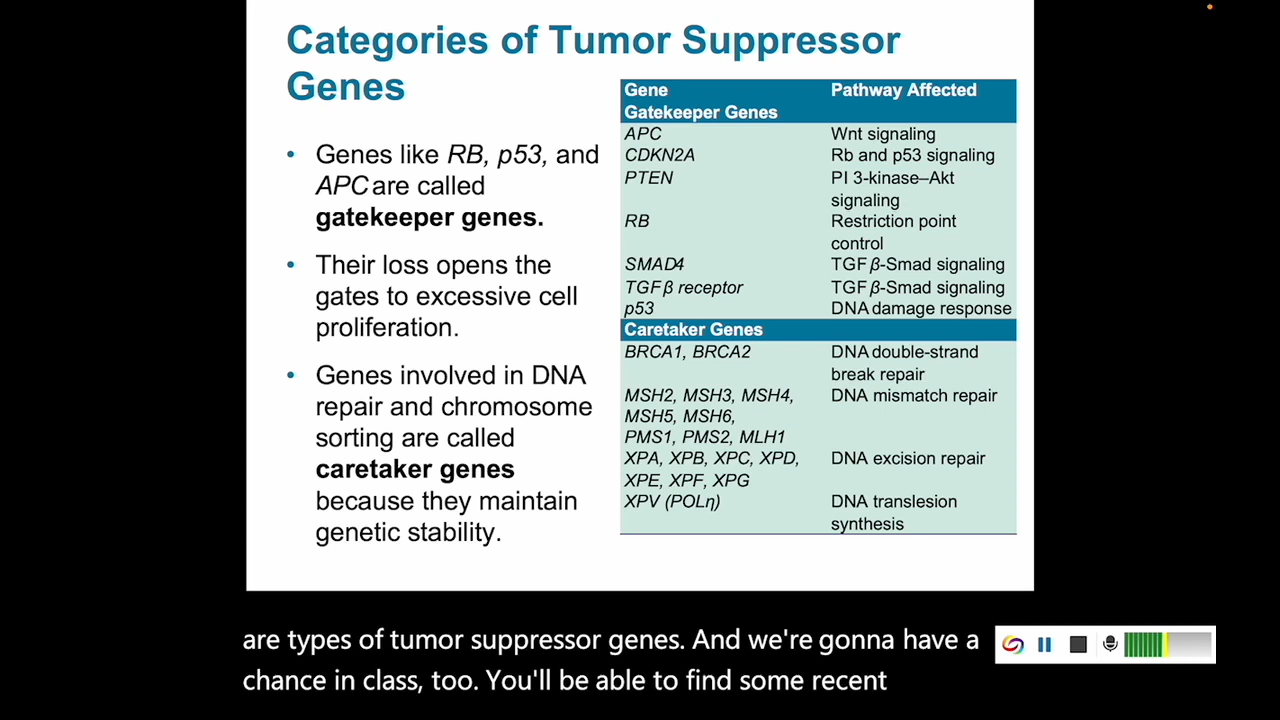 Categories of Tumor Suppressor
Genes
• Genes like RB, p53, and
APC are called
gatekeeper genes.
• Their loss opens the
gates to excessive cell
proliferation.
• Genes involved in DNA
repair and chromosome
sorting are called
caretaker genes
because they maintain
genetic stability.
Gene Pathway Affected
Gatekeeper Genes
APC Wnt signaling
CDKN2A Rb and p53 signaling
PTEN PI 3-kinase–Akt
signaling
RB Restriction point
control
SMAD4 TGFβ-Smad signaling
TGFβ receptor TGFβ-Smad signaling
p53 DNA damage response
Caretaker Genes
BRCA1, BRCA2 DNA double-strand
break repair
MSH2, MSH3, MSH4, DNA mismatch repair
MSH5, MSH6,
PMS1, PMS2, MLH1
XPA, XPB, XPC, XPD, DNA excision repair
XPE, XPF, XPG
XPV (POLη) DNA translesion
synthesis
are types of tumor suppressor genes. And we're gonna have a
chance in class, too. You'll be able to find some recent